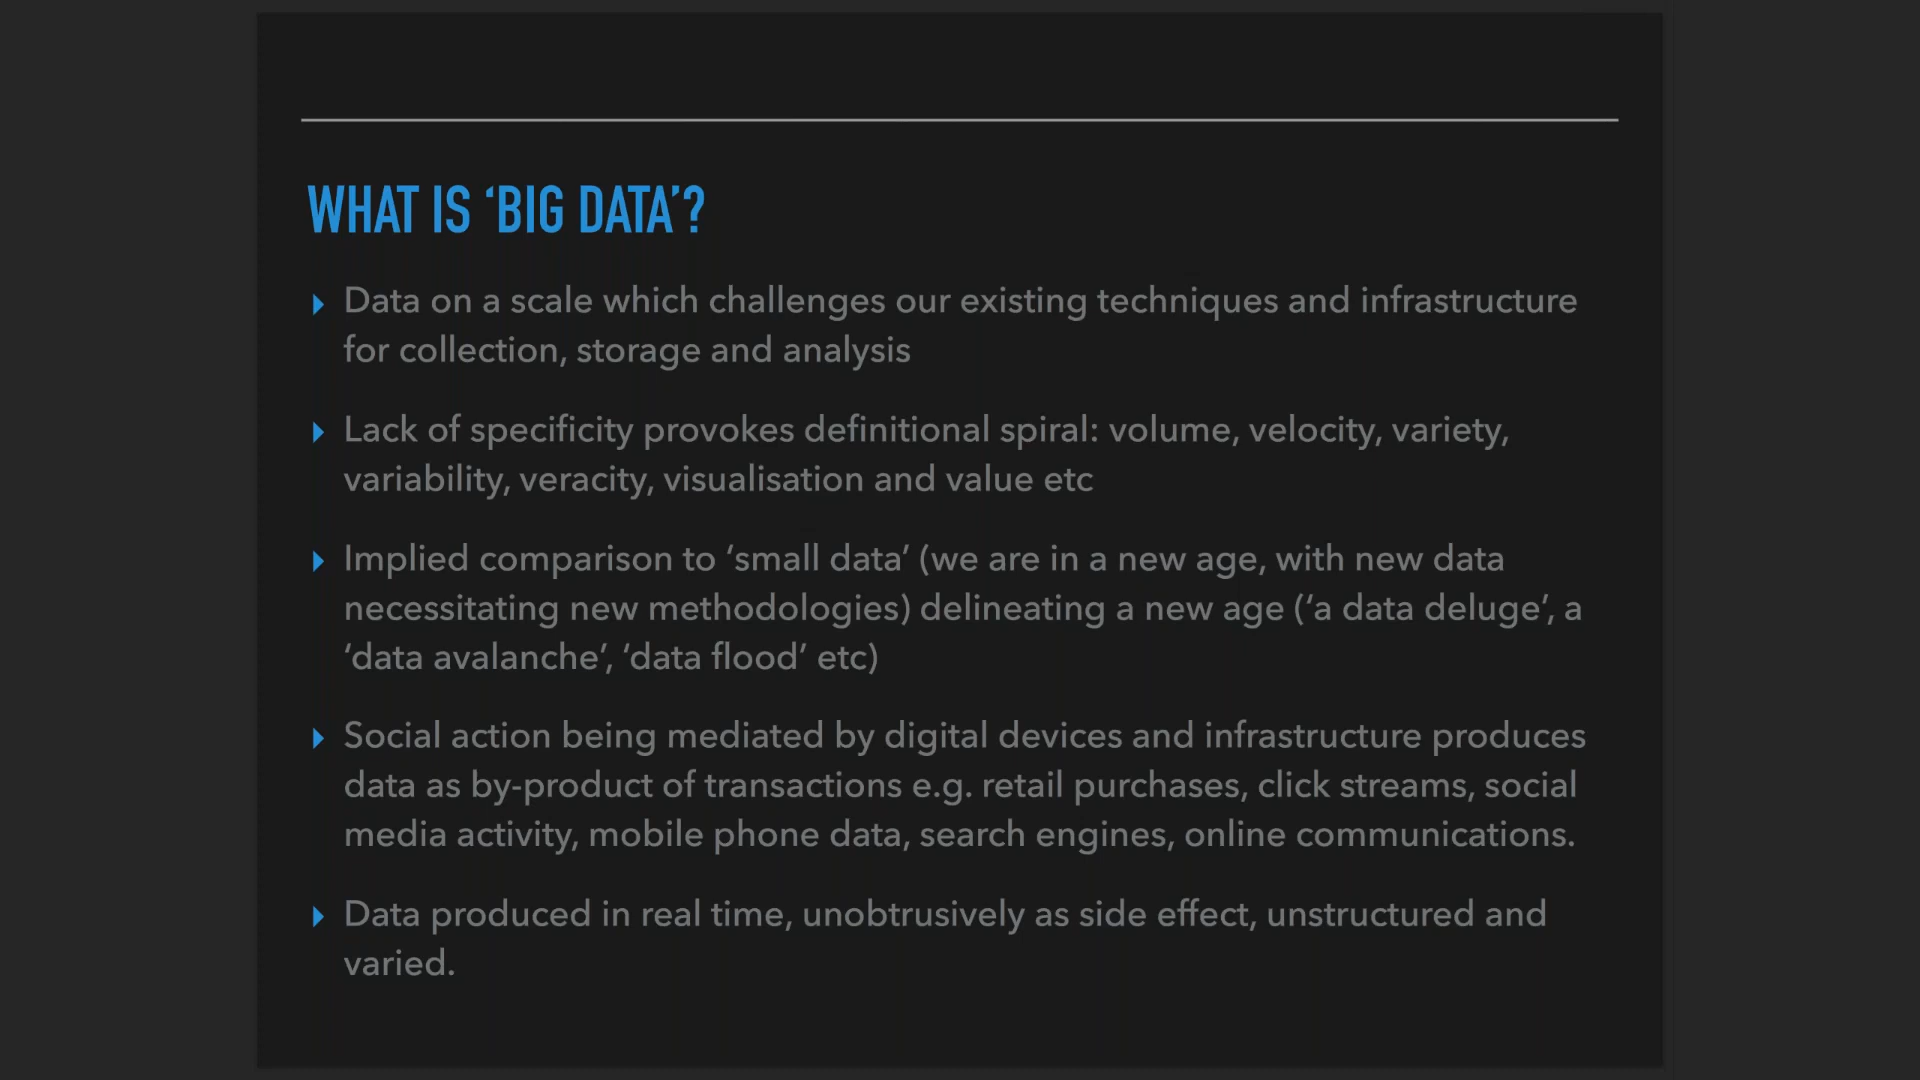 WHAT IS ‘BIG DATA’?
Data on a scale which challenges our existing techniques and infrastructure
for collection, storage and analysis
Lack of specificity provokes definitional spiral: volume, velocity, variety,
variability, veracity, visualisation and value etc
Implied comparison to ‘small data’ (we are in a new age, with new data
necessitating new methodologies) delineating a new age (‘a data deluge’, a
‘data avalanche’, ‘data flood’ etc)
Social action being mediated by digital devices and infrastructure produces
data as by-product of transactions e.g. retail purchases, click streams, social
media activity, mobile phone data, search engines, online communications.
Data produced in real time, unobtrusively as side effect, unstructured and
varied.